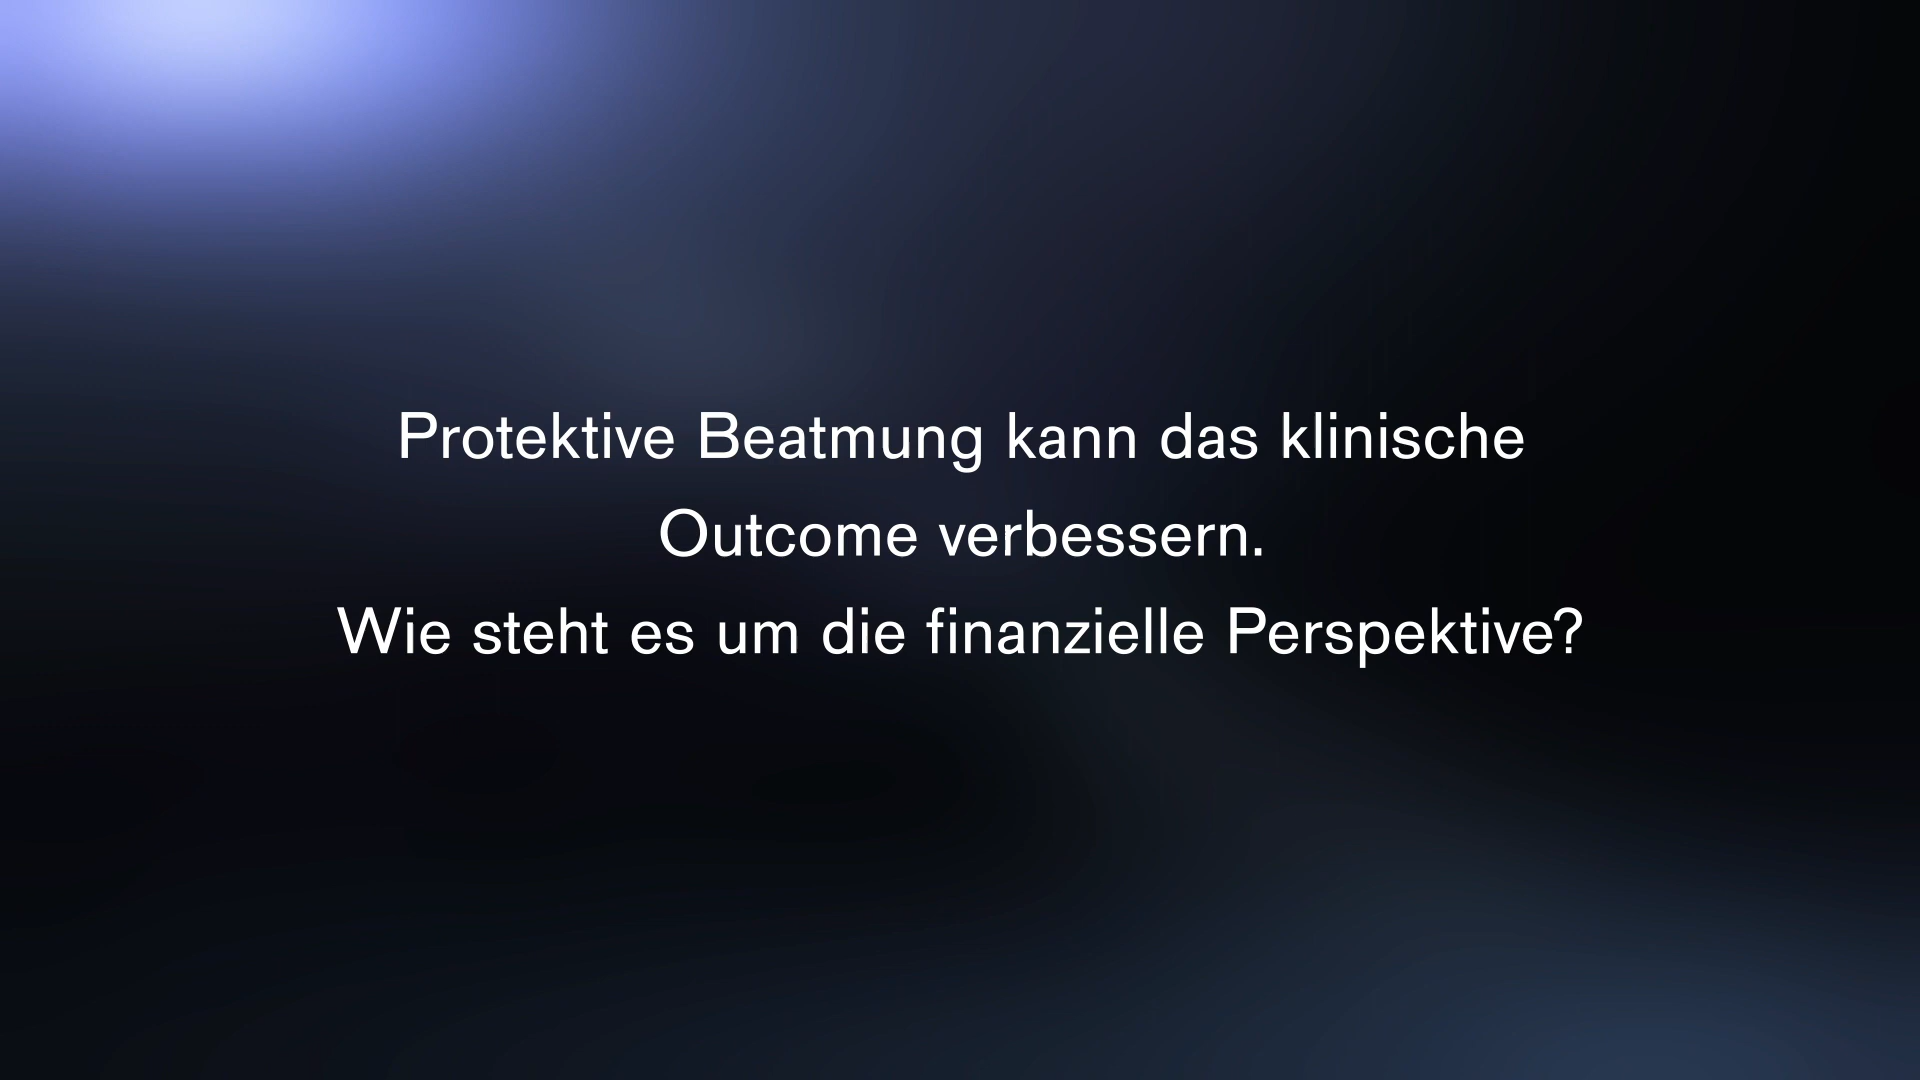 Protektive Beatmung kann das klinische
Outcome verbessern.
Wie steht es um die finanzielle Perspektive?